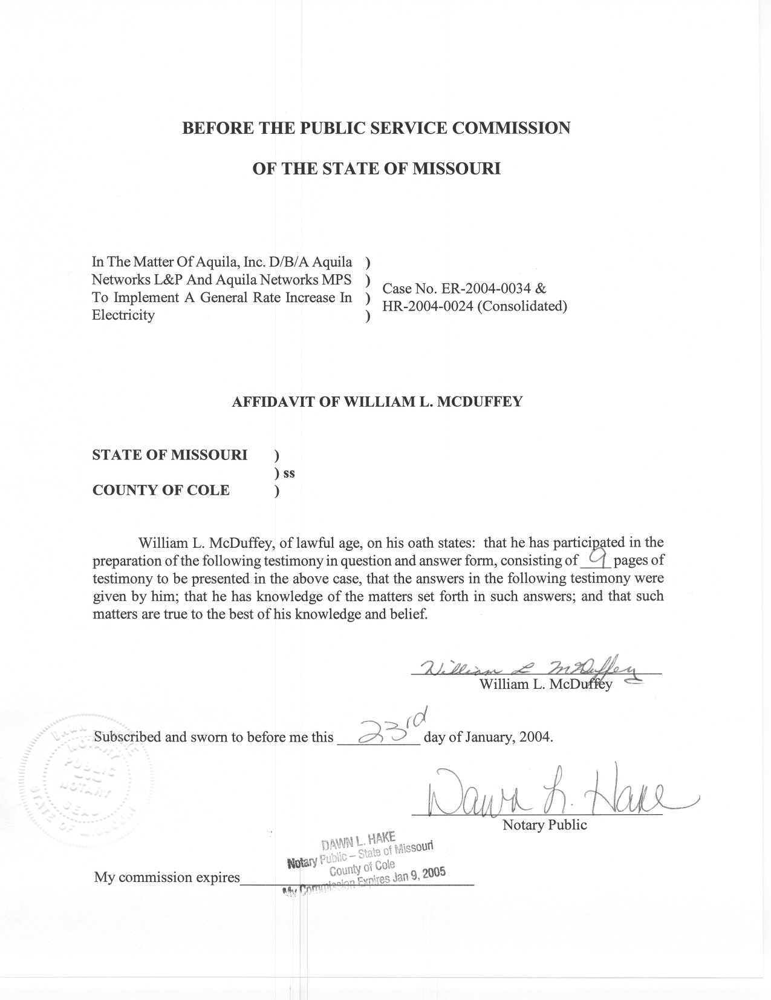 BEFORE THE PUBLIC SERVICE COMMISSION
OF THE STATE OF MISSOURI
In The Matter Of Aquila, Inc. D/B/A Aquila )
Networks L&P And Aquila Networks MPS )
To Implement A General Rate Increase In )
Electricity )
Case No. ER-2004-0034 &
HR-2004-0024 (Consolidated)
AFFIDAVIT OF WILLIAM L. MCDUFFEY
STATE OF MISSOURI )
) ss
COUNTY OF COLE )
William L. McDuffey, of lawful age, on his oath states: that he has participated in the
preparation of the following testimony in question and answer form, consisting of 9 pages of
testimony to be presented in the above case, that the answers in the following testimony were
given by him; that he has knowledge of the matters set forth in such answers; and that such
matters are true to the best of his knowledge and belief.
William L McDuffey
William L. McDuffey
Subscribed and sworn to before me this 23rd day of January, 2004.
DAWN L. HAKE
NOTARY
PUBLIC
NOTARY
SEAL
STATE OF MISSOURI
Dawn L. Hake
Notary Public
DAWN L. HAKE
Notary Public – State of Missouri
County of Cole
My Commission Expires Jan 9, 2005
My commission expires